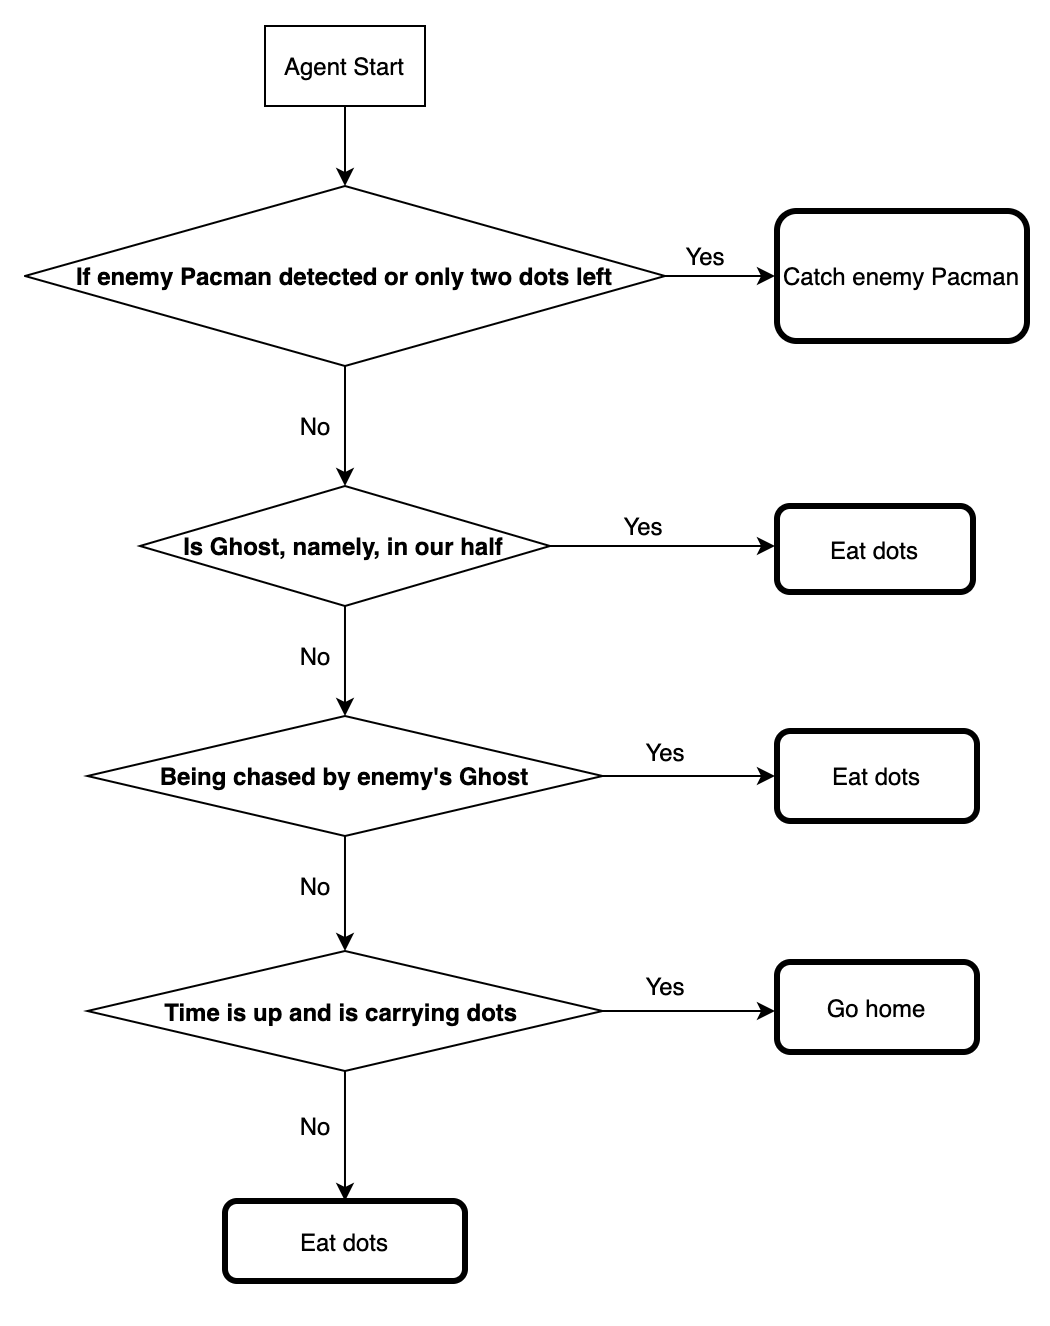 Agent Start
If enemy Pacman detected or only two dots left
Yes
Catch enemy Pacman
No
Is Ghost, namely, in our half
Yes
Eat dots
No
Being chased by enemy's Ghost
Yes
Eat dots
No
Time is up and is carrying dots
Yes
Go home
No
Eat dots